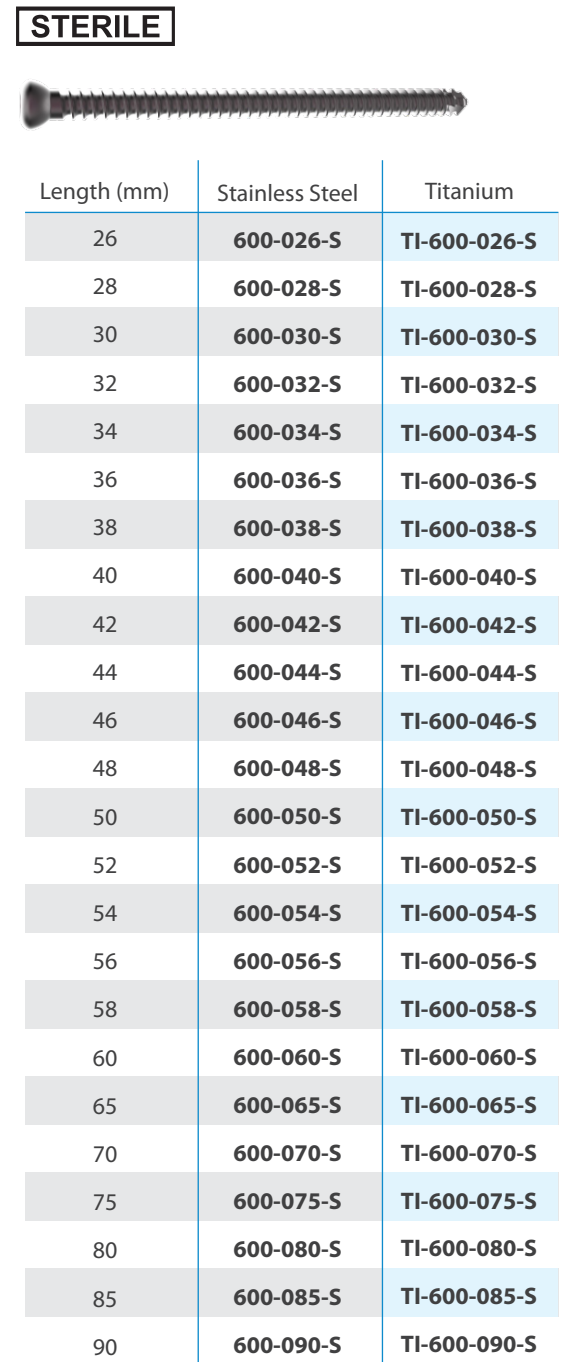 STERILE
Length (mm) Stainless Steel Titanium
26 600-026-S TI-600-026-S
28 600-028-S TI-600-028-S
30 600-030-S TI-600-030-S
32 600-032-S TI-600-032-S
34 600-034-S TI-600-034-S
36 600-036-S TI-600-036-S
38 600-038-S TI-600-038-S
40 600-040-S TI-600-040-S
42 600-042-S TI-600-042-S
44 600-044-S TI-600-044-S
46 600-046-S TI-600-046-S
48 600-048-S TI-600-048-S
50 600-050-S TI-600-050-S
52 600-052-S TI-600-052-S
54 600-054-S TI-600-054-S
56 600-056-S TI-600-056-S
58 600-058-S TI-600-058-S
60 600-060-S TI-600-060-S
65 600-065-S TI-600-065-S
70 600-070-S TI-600-070-S
75 600-075-S TI-600-075-S
80 600-080-S TI-600-080-S
85 600-085-S TI-600-085-S
90 600-090-S TI-600-090-S